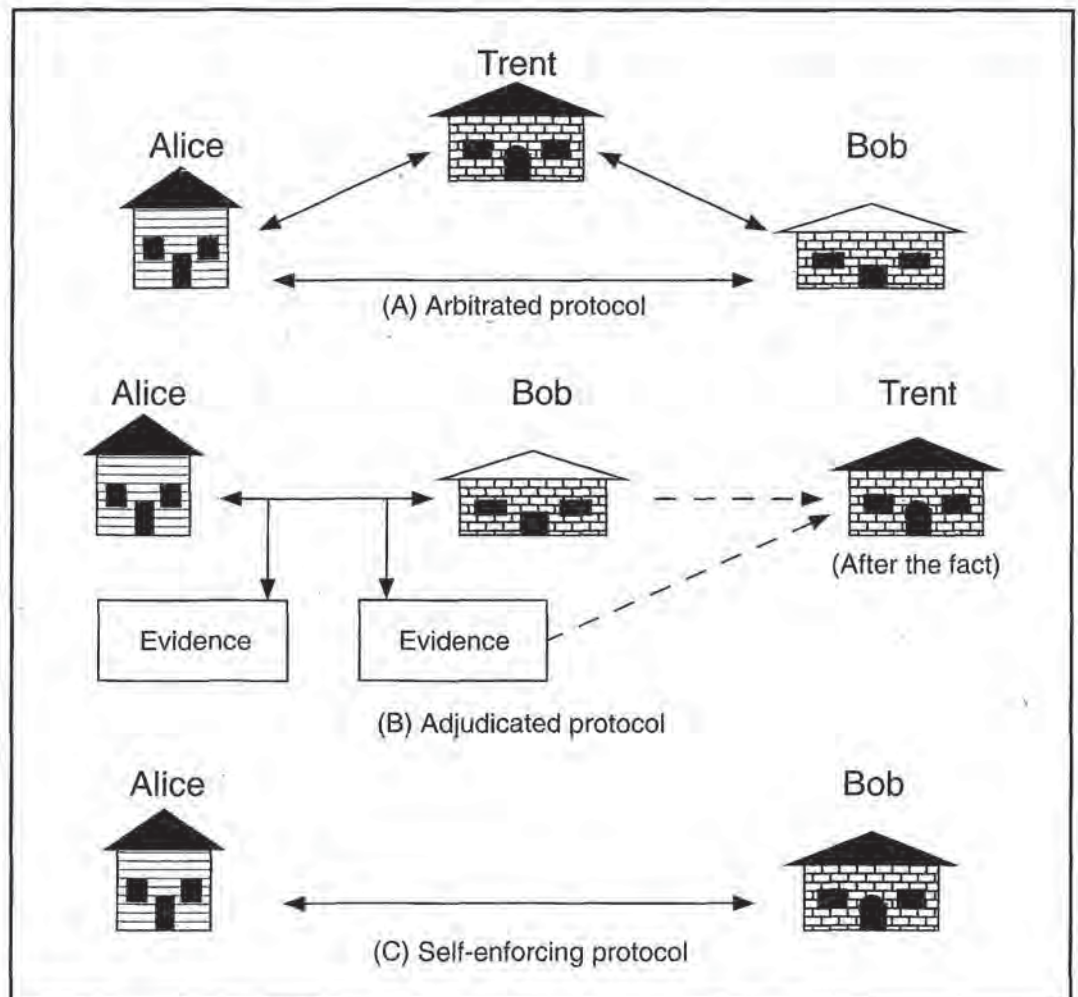 Trent
Alice
Bob
(A) Arbitrated protocol
Alice
Bob
Trent
(After the fact)
Evidence
Evidence
(B) Adjudicated protocol
Alice
Bob
(C) Self-enforcing protocol